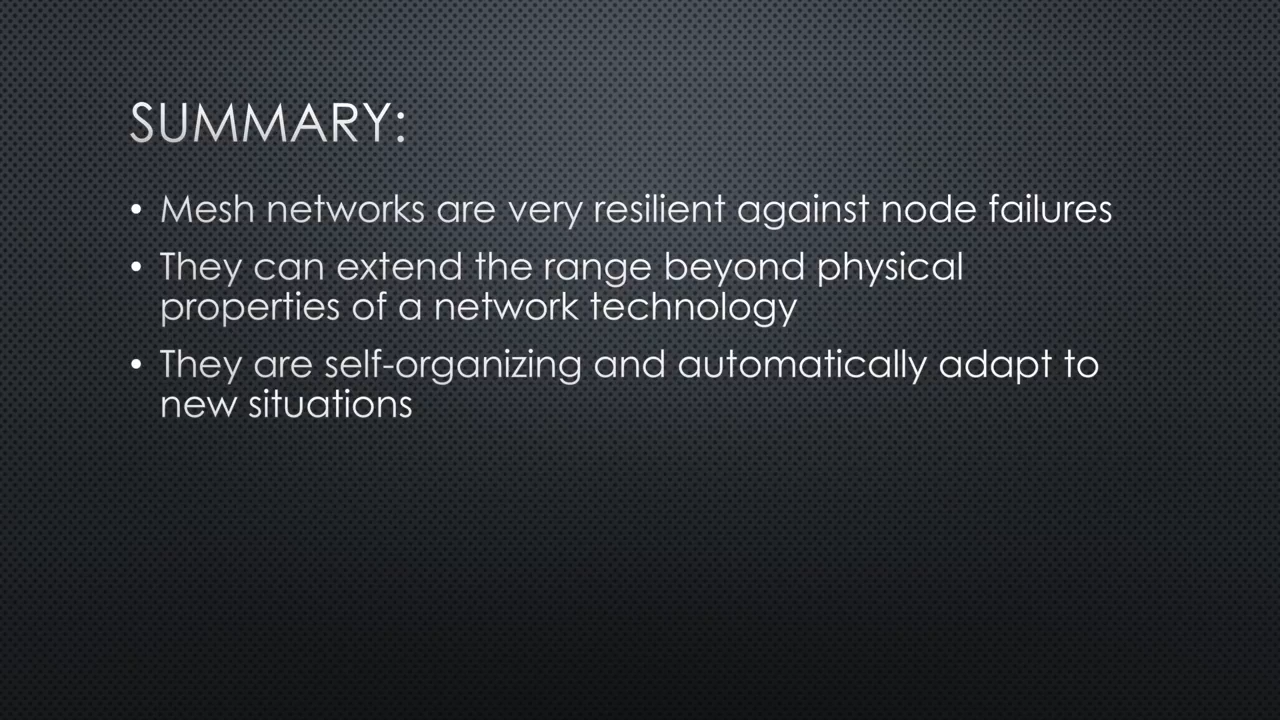 SUMMARY:
• Mesh networks are very resilient against node failures
• They can extend the range beyond physical
properties of a network technology
• They are self-organizing and automatically adapt to
new situations